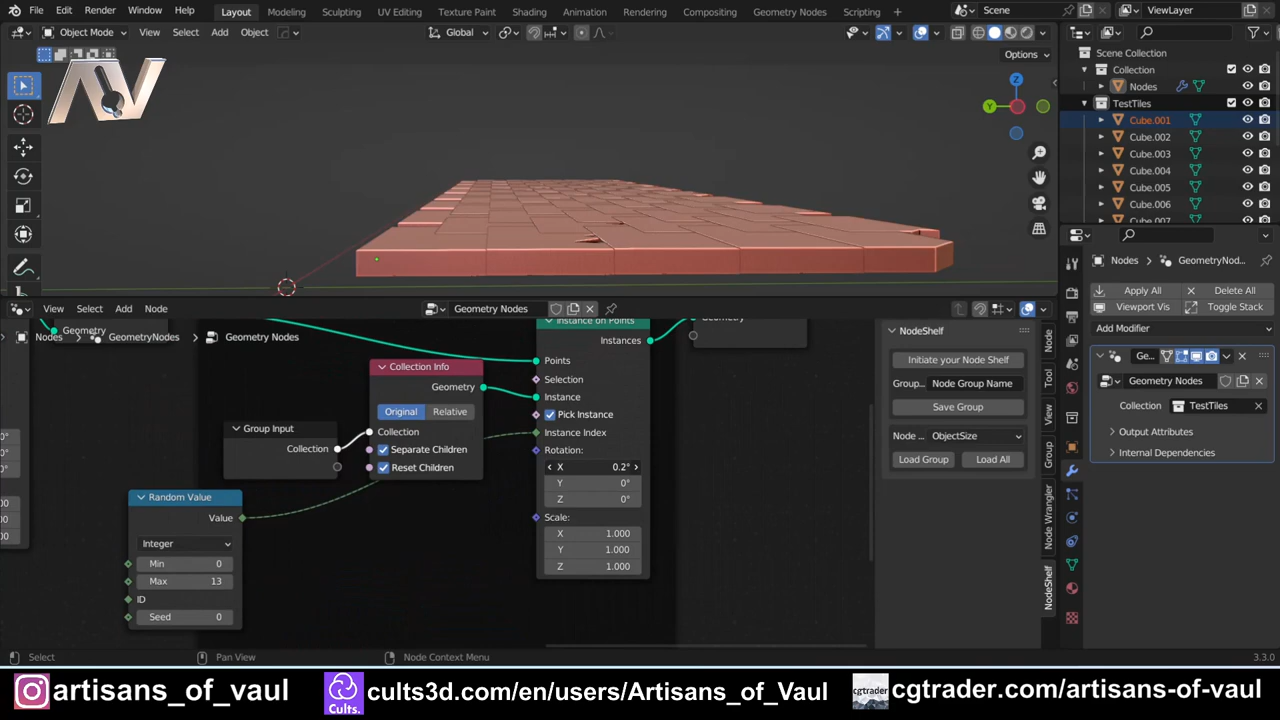 File Edit Render Window Help Layout Modeling Sculpting UV Editing Texture Paint Shading Animation Rendering Compositing Geometry Nodes Scripting + Scene ViewLayer
Object Mode View Select Add Object Global
Options
Scene Collection
Collection
Nodes
TestTiles
Cube.001
Cube.002
Cube.003
Cube.004
Cube.005
Cube.006
Cube.007
AV
Z
Y
View Select Add Node Geometry Nodes
Geometry
Nodes GeometryNodes Geometry Nodes
Instance on Points
Instances
Points
Selection
Instance
Pick Instance
Instance Index
Rotation:
X 0.2°
Y 0°
Z 0°
Scale:
X 1.000
Y 1.000
Z 1.000
Geometry
Collection Info
Geometry
Original Relative
Collection
Separate Children
Reset Children
Group Input
Collection
Random Value
Value
Integer
Min 0
Max 13
ID
Seed 0
NodeShelf
Initiate your Node Shelf
Group... Node Group Name
Save Group
Node ... ObjectSize
Load Group Load All
Node
Tool
View
Group
Node Wrangler
NodeShelf
Nodes GeometryNod...
Apply All Delete All
Viewport Vis Toggle Stack
Add Modifier
Ge...
Geometry Nodes
Collection TestTiles
Output Attributes
Internal Dependencies
Select Pan View Node Context Menu 3.3.0
artisans_of_vaul
Cults.
cults3d.com/en/users/Artisans_of_Vaul
cgtrader.com/artisans-of-vaul